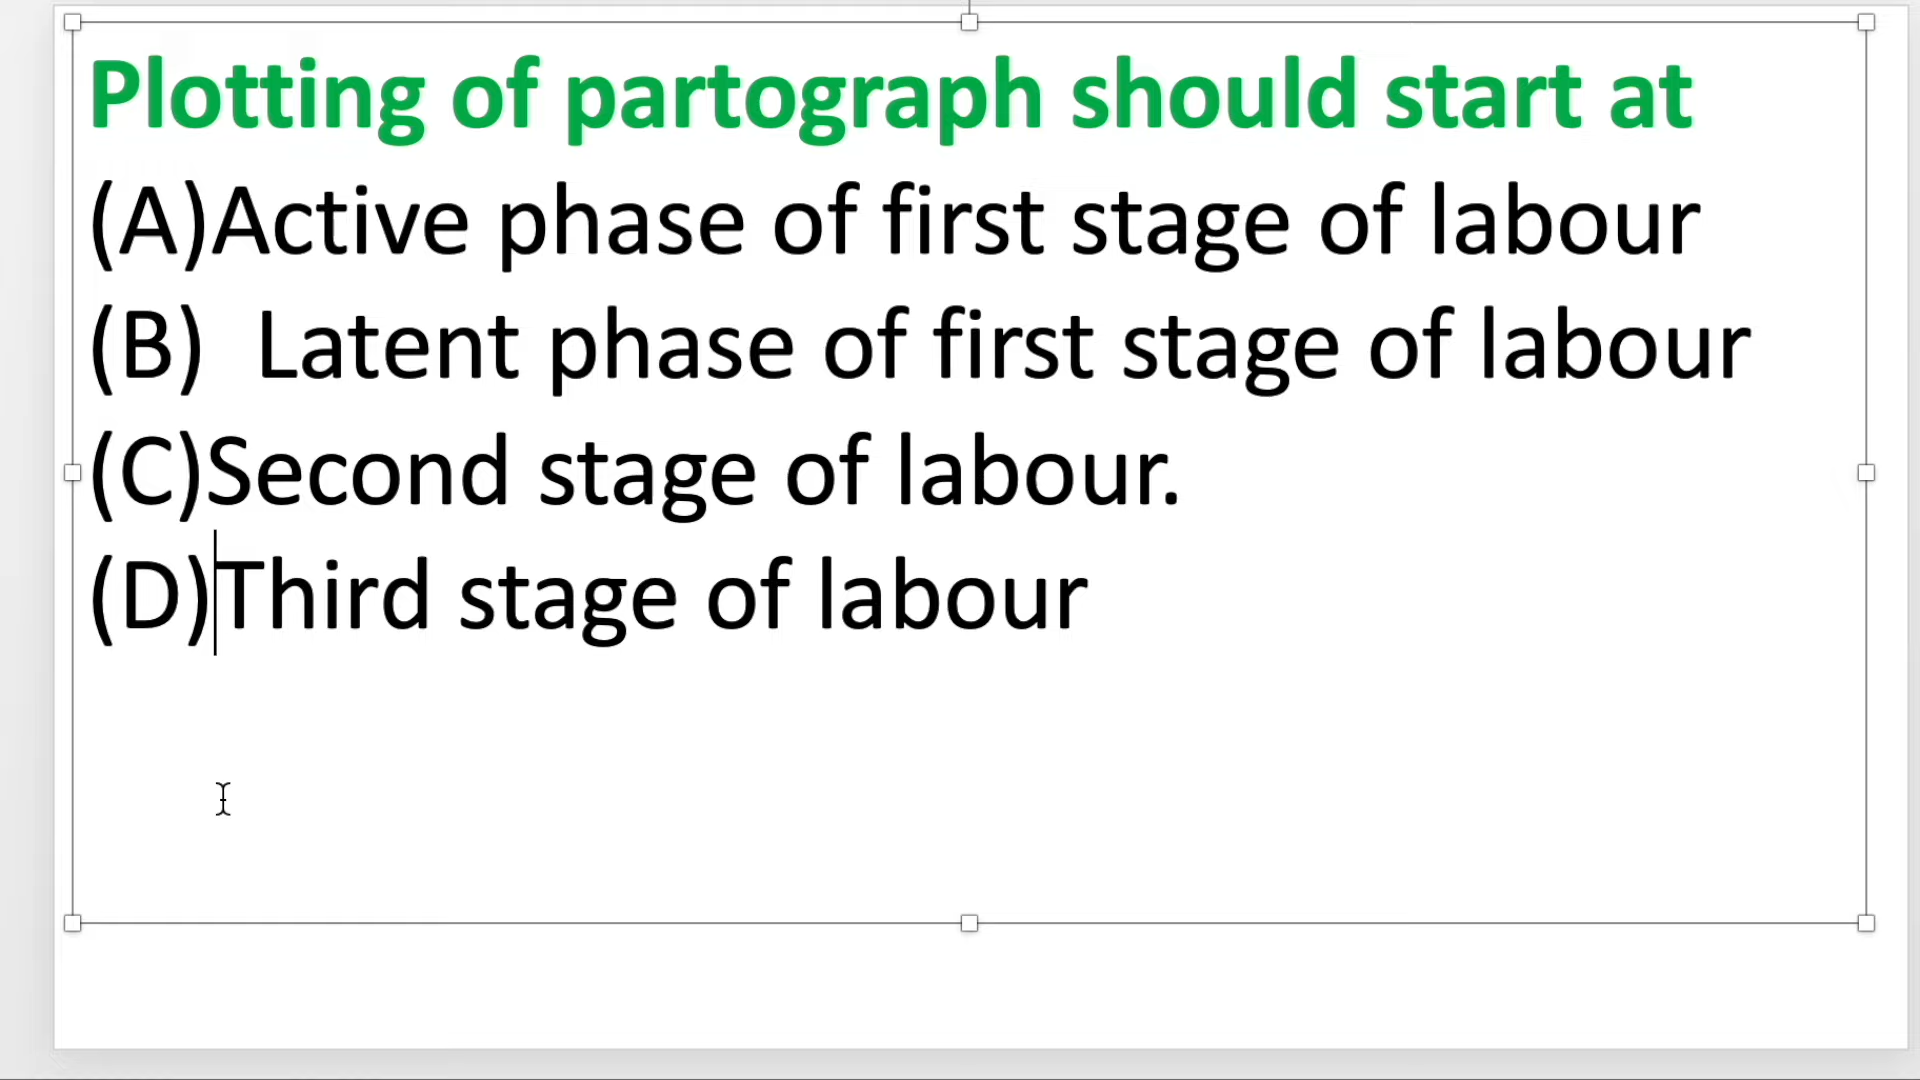 Plotting of partograph should start at
(A)Active phase of first stage of labour
(B)  Latent phase of first stage of labour
(C)Second stage of labour.
(D)Third stage of labour